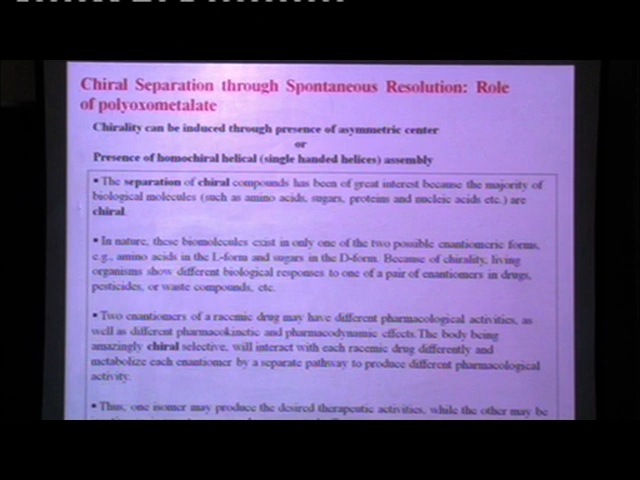 Chiral Separation through Spontaneous Resolution: Role
of polyoxometalate
Chirality can be induced through presence of asymmetric center
or
Presence of homochiral helical (single handed helices) assembly
▪ The separation of chiral compounds has been of great interest because the majority of
biological molecules (such as amino acids, sugars, proteins and nucleic acids etc.) are
chiral.
▪ In nature, these biomolecules exist in only one of the two possible enantiomeric forms,
e.g., amino acids in the L-form and sugars in the D-form. Because of chirality, living
organisms show different biological responses to one of a pair of enantiomers in drugs,
pesticides, or waste compounds, etc.
▪ Two enantiomers of a racemic drug may have different pharmacological activities, as
well as different pharmacokinetic and pharmacodynamic effects. The body being
amazingly chiral selective, will interact with each racemic drug differently and
metabolize each enantiomer by a separate pathway to produce different pharmacological
activity.
▪ Thus, one isomer may produce the desired therapeutic activities, while the other may be